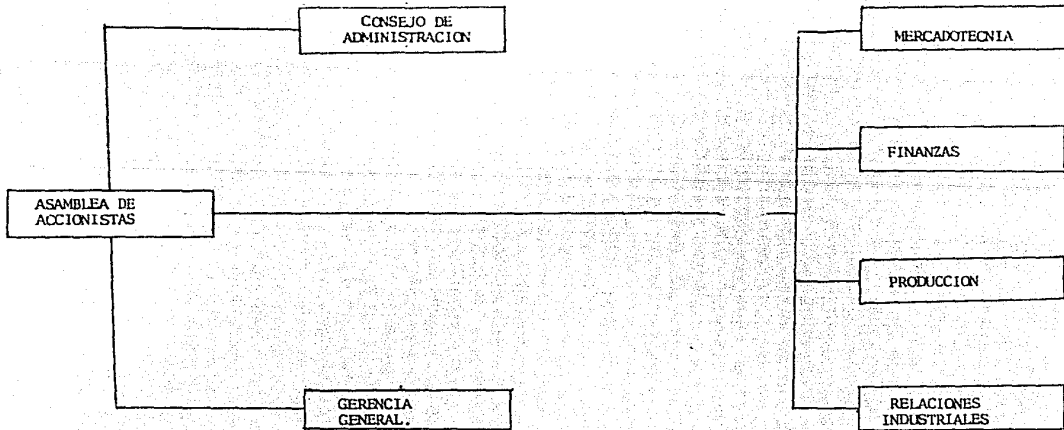 CONSEJO DE
ADMINISTRACION
ASAMBLEA DE
ACCIONISTAS
GERENCIA
GENERAL.
MERCADOTECNIA
FINANZAS
PRODUCCION
RELACIONES
INDUSTRIALES